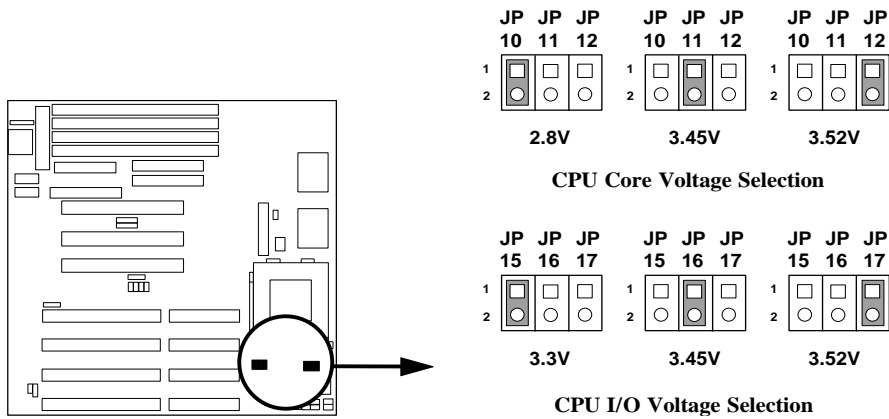 JP JP JP JP JP JP JP JP JP
10 11 12 10 11 12 10 11 12
1 1 1
2 2 2
2.8V 3.45V 3.52V
CPU Core Voltage Selection
JP JP JP JP JP JP JP JP JP
15 16 17 15 16 17 15 16 17
1 1 1
2 2 2
3.3V 3.45V 3.52V
CPU I/O Voltage Selection